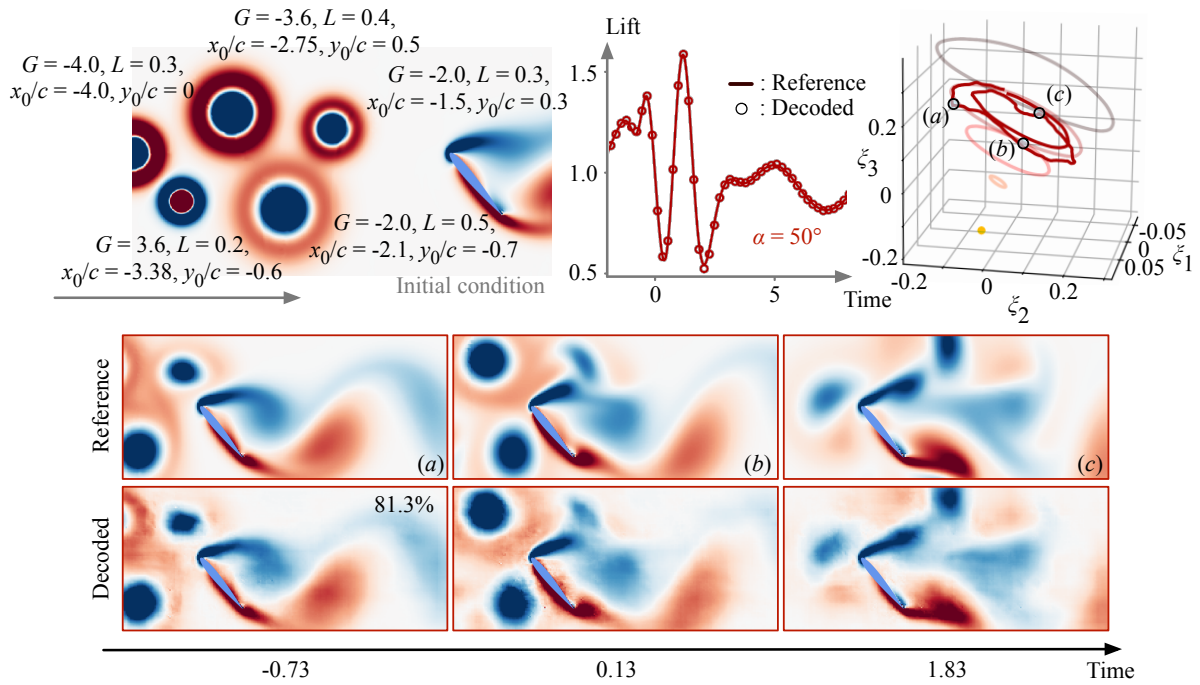 G = -3.6, L = 0.4,
x0/c = -2.75, y0/c = 0.5
G = -4.0, L = 0.3,
x0/c = -4.0, y0/c = 0
G = -2.0, L = 0.3,
x0/c = -1.5, y0/c = 0.3
G = 3.6, L = 0.2,
x0/c = -3.38, y0/c = -0.6
G = -2.0, L = 0.5,
x0/c = -2.1, y0/c = -0.7
Initial condition
Lift
1.5
1.0
0.5
: Reference
: Decoded
α = 50°
0
5
Time
(a)
(b)
(c)
0.2
0
-0.2
ξ3
-0.2
0
0.2
ξ2
-0.05
0
0.05
ξ1
Reference
(a)
(b)
(c)
Decoded
81.3%
-0.73
0.13
1.83
Time